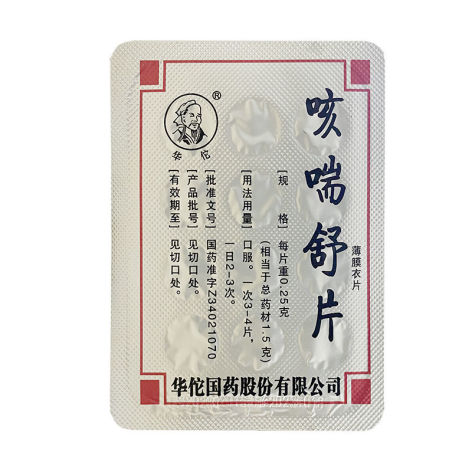 咳喘舒片
薄膜衣片
[规 格] 每片重0.25克
(相当于总药材1.5克)
[用法用量] 口服。一次3-4片,
一日2-3次。
[批准文号] 国药准字Z34021070
[产品批号] 见切口处。
[有效期至] 见切口处。
®
华佗
华佗国药股份有限公司